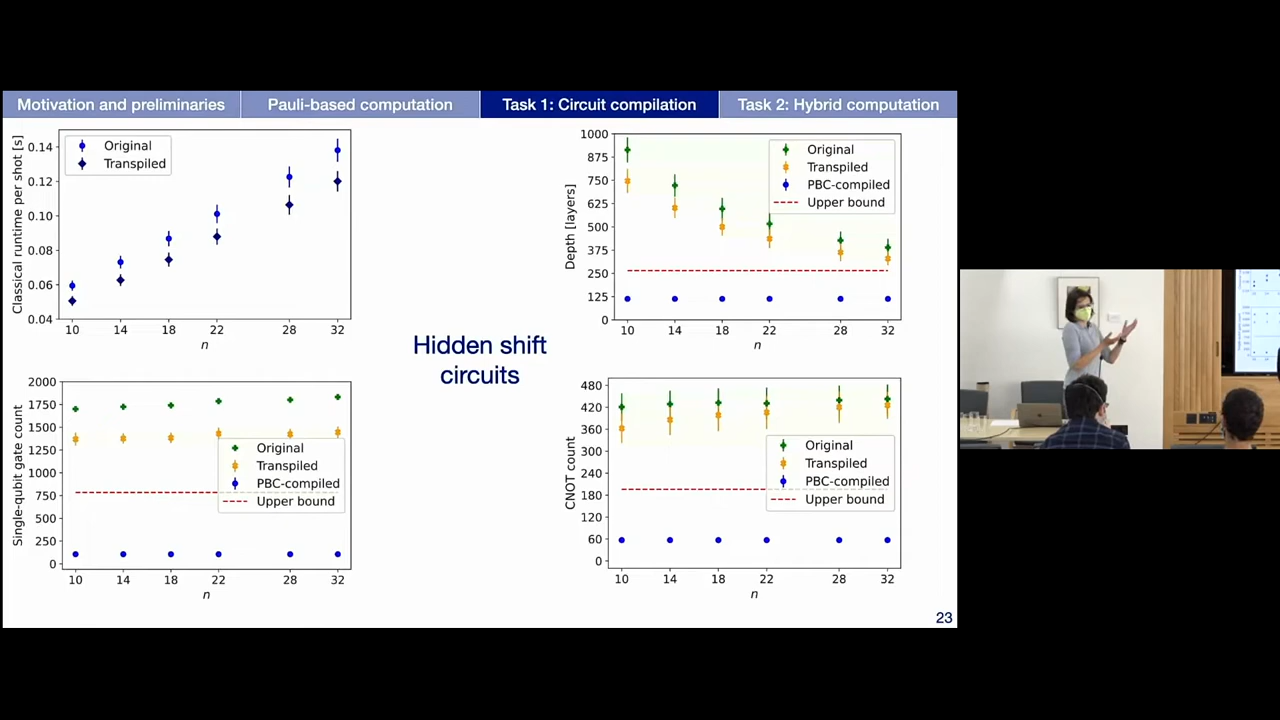 Motivation and preliminaries
Pauli-based computation
Task 1: Circuit compilation
Task 2: Hybrid computation
Classical runtime per shot [s]
0.14
0.12
0.10
0.08
0.06
0.04
Original
Transpiled
10 14 18 22 28 32
n
Depth [layers]
1000
875
750
625
500
375
250
125
0
Original
Transpiled
PBC-compiled
Upper bound
10 14 18 22 28 32
n
Hidden shift
circuits
Single-qubit gate count
2000
1750
1500
1250
1000
750
500
250
0
Original
Transpiled
PBC-compiled
Upper bound
10 14 18 22 28 32
n
CNOT count
480
420
360
300
240
180
120
60
0
Original
Transpiled
PBC-compiled
Upper bound
10 14 18 22 28 32
n
23